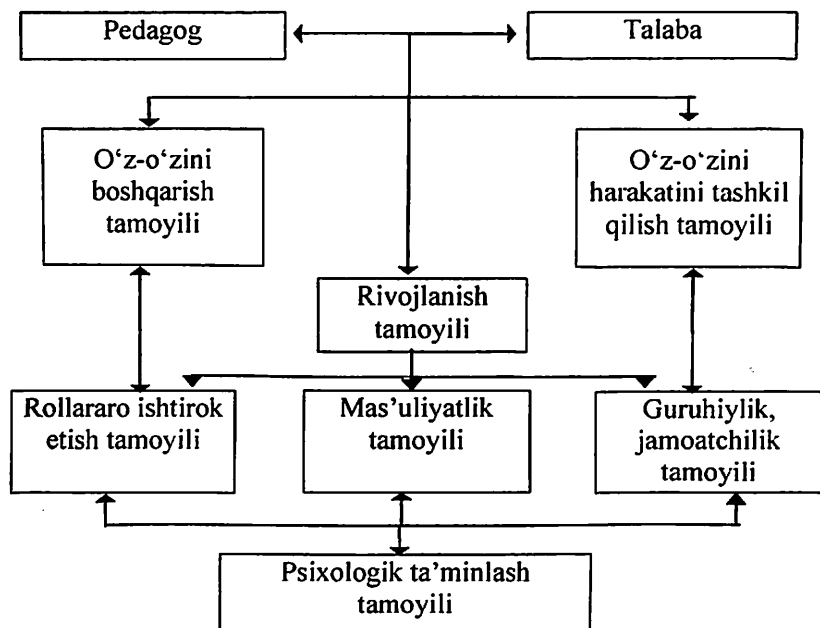 Pedagog
Talaba
O‘z-o‘zini
boshqarish
tamoyili
O‘z-o‘zini
harakatini tashkil
qilish tamoyili
Rivojlanish
tamoyili
Rollararo ishtirok
etish tamoyili
Mas'uliyatlik
tamoyili
Guruhiylik,
jamoatchilik
tamoyili
Psixologik ta’minlash
tamoyili